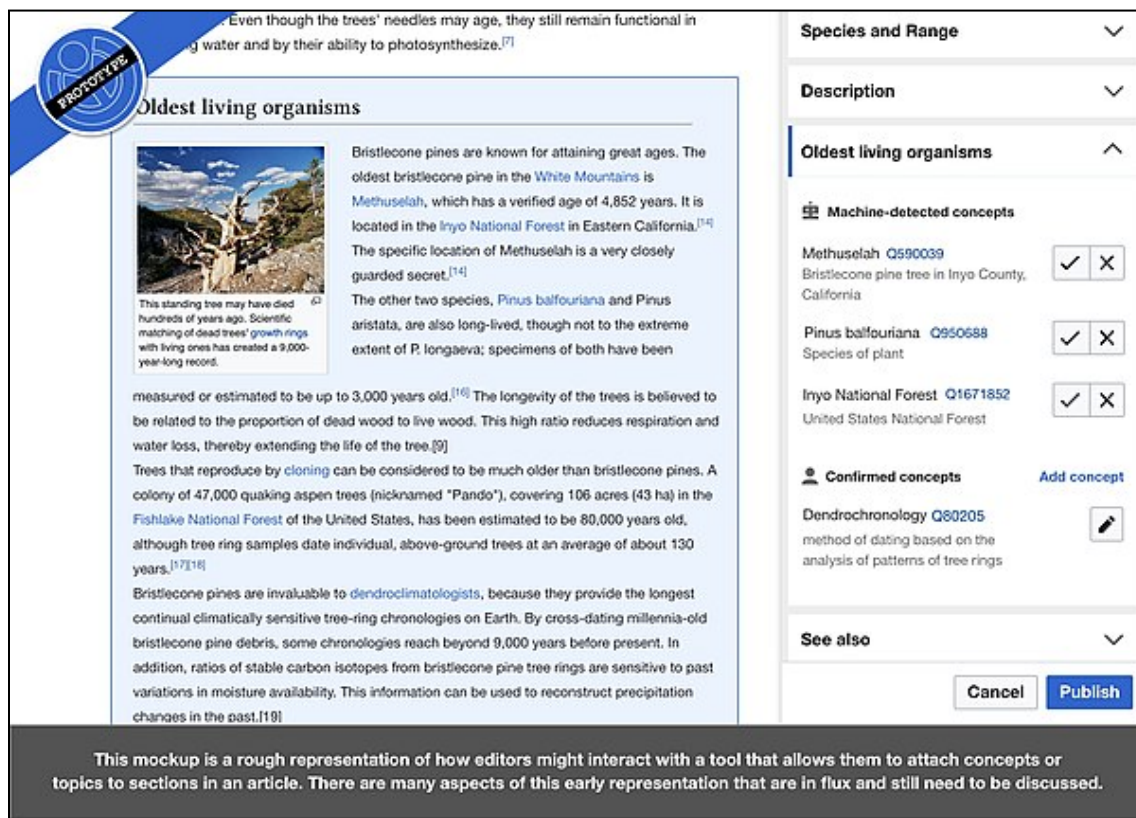 Even though the trees' needles may age, they still remain functional in
water and by their ability to photosynthesize.[7]
PROTOTYPE
Oldest living organisms
This standing tree may have died
hundreds of years ago. Scientific
matching of dead trees' growth rings
with living ones has created a 9,000-
year-long record.
Bristlecone pines are known for attaining great ages. The
oldest bristlecone pine in the White Mountains is
Methuselah, which has a verified age of 4,852 years. It is
located in the Inyo National Forest in Eastern California.[14]
The specific location of Methuselah is a very closely
guarded secret.[14]
The other two species, Pinus balfouriana and Pinus
aristata, are also long-lived, though not to the extreme
extent of P. longaeva; specimens of both have been
measured or estimated to be up to 3,000 years old.[16] The longevity of the trees is believed to
be related to the proportion of dead wood to live wood. This high ratio reduces respiration and
water loss, thereby extending the life of the tree.[9]
Trees that reproduce by cloning can be considered to be much older than bristlecone pines. A
colony of 47,000 quaking aspen trees (nicknamed "Pando"), covering 106 acres (43 ha) in the
Fishlake National Forest of the United States, has been estimated to be 80,000 years old,
although tree ring samples date individual, above-ground trees at an average of about 130
years.[17][18]
Bristlecone pines are invaluable to dendroclimatologists, because they provide the longest
continual climatically sensitive tree-ring chronologies on Earth. By cross-dating millennia-old
bristlecone pine debris, some chronologies reach beyond 9,000 years before present. In
addition, ratios of stable carbon isotopes from bristlecone pine tree rings are sensitive to past
variations in moisture availability. This information can be used to reconstruct precipitation
changes in the past.[19]
Species and Range
Description
Oldest living organisms
Machine-detected concepts
Methuselah Q590039
Bristlecone pine tree in Inyo County,
California
Pinus balfouriana Q950688
Species of plant
Inyo National Forest Q1671852
United States National Forest
Confirmed concepts Add concept
Dendrochronology Q80205
method of dating based on the
analysis of patterns of tree rings
See also
Cancel Publish
This mockup is a rough representation of how editors might interact with a tool that allows them to attach concepts or
topics to sections in an article. There are many aspects of this early representation that are in flux and still need to be discussed.